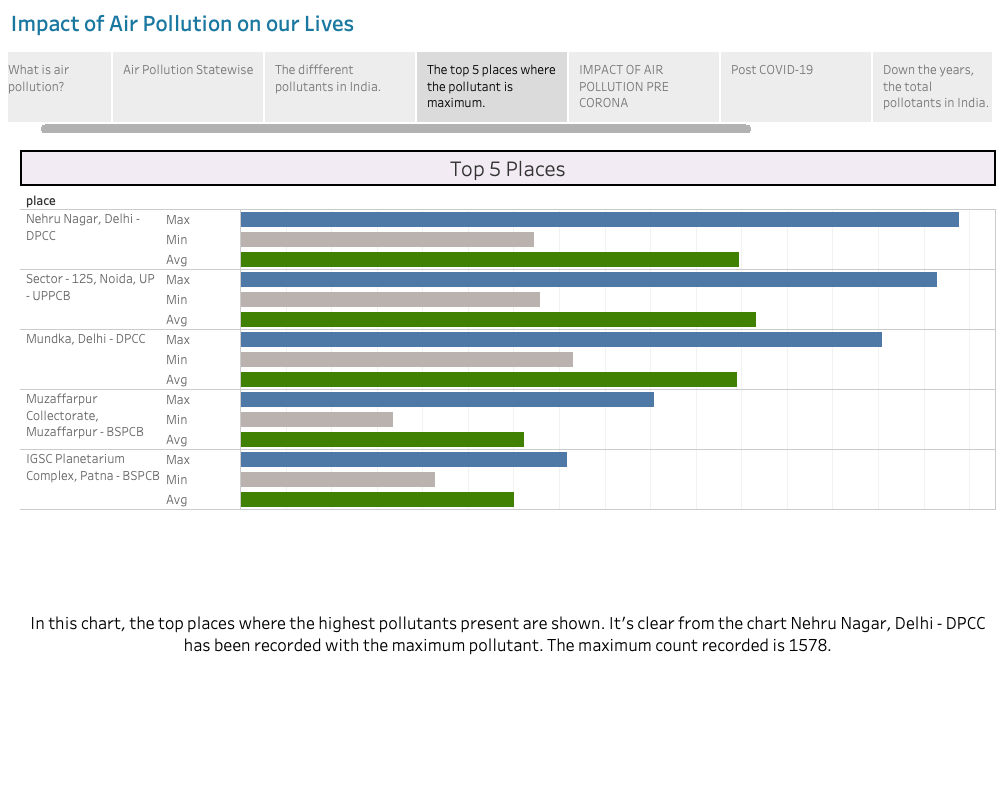 Impact of Air Pollution on our Lives
What is air
pollution?
Air Pollution Statewise
The diffferent
pollutants in India.
The top 5 places where
the pollutant is
maximum.
IMPACT OF AIR
POLLUTION PRE
CORONA
Post COVID-19
Down the years,
the total
pollotants in India.
Top 5 Places
place
Nehru Nagar, Delhi -
DPCC
Max
Min
Avg
Sector - 125, Noida, UP
- UPPCB
Max
Min
Avg
Mundka, Delhi - DPCC
Max
Min
Avg
Muzaffarpur
Collectorate,
Muzaffarpur - BSPCB
Max
Min
Avg
IGSC Planetarium
Complex, Patna - BSPCB
Max
Min
Avg
In this chart, the top places where the highest pollutants present are shown. It's clear from the chart Nehru Nagar, Delhi - DPCC
has been recorded with the maximum pollutant. The maximum count recorded is 1578.